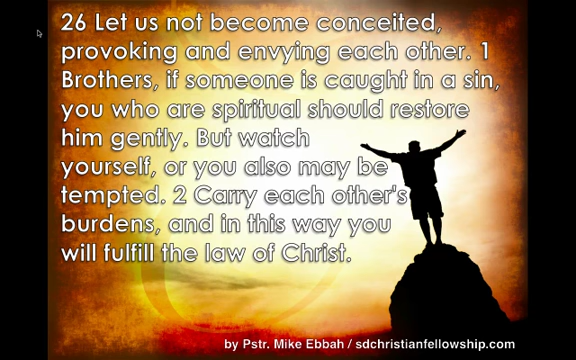 26 Let us not become conceited,
provoking and envying each other. 1
Brothers, if someone is caught in a sin,
you who are spiritual should restore
him gently. But watch
yourself, or you also may be
tempted. 2 Carry each other's
burdens, and in this way you
will fulfill the law of Christ.
by Pstr. Mike Ebbah / sdchristianfellowship.com